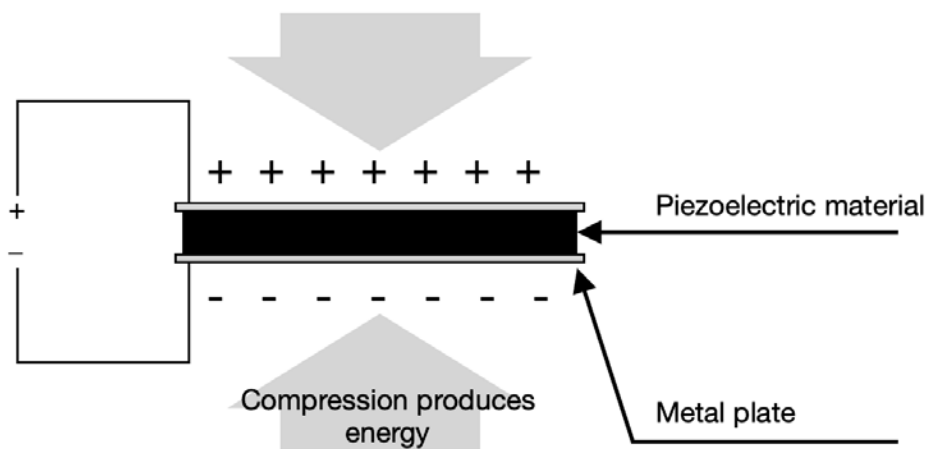 + + + + + + +
+
Piezoelectric material
–
- - - - - - -
Compression produces
energy
Metal plate